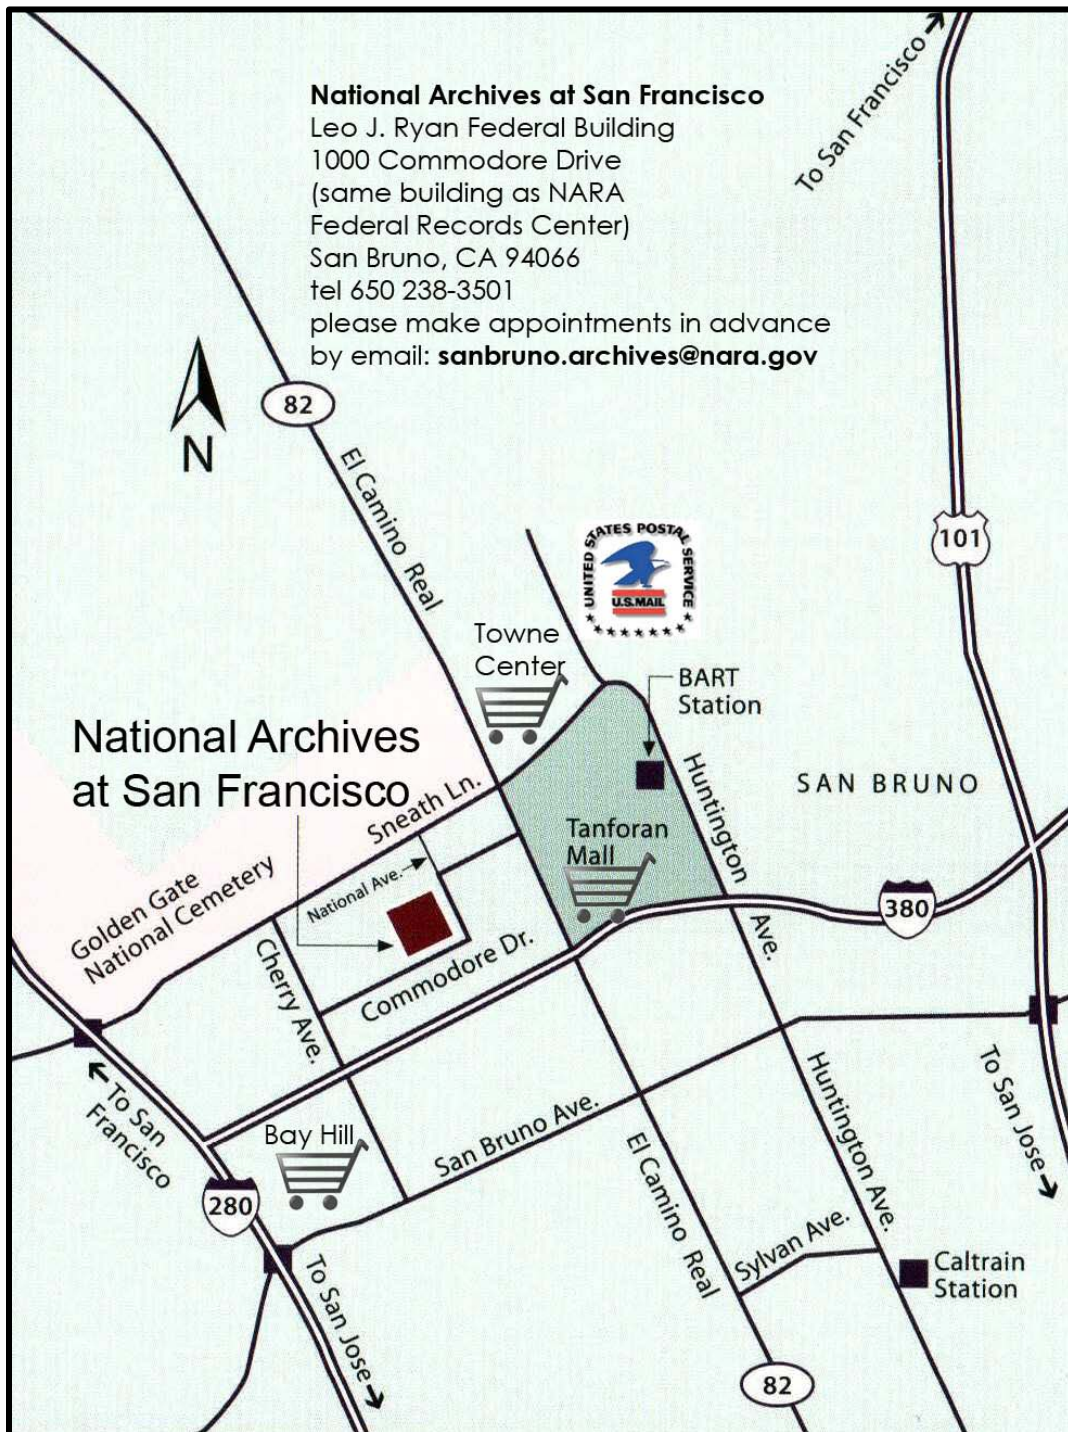 National Archives at San Francisco
Leo J. Ryan Federal Building
1000 Commodore Drive
(same building as NARA
Federal Records Center)
San Bruno, CA 94066
tel 650 238-3501
please make appointments in advance
by email: sanbruno.archives@nara.gov
To San Francisco
N
82
El Camino Real
101
UNITED STATES POSTAL SERVICE
U.S.MAIL
Towne
Center
BART
Station
National Archives
at San Francisco
Sneath Ln.
Huntington Ave.
SAN BRUNO
Tanforan
Mall
Golden Gate
National Cemetery
National Ave.
380
Cherry Ave.
Commodore Dr.
To San
Francisco
Bay Hill
San Bruno Ave.
El Camino Real
Huntington Ave.
To San Jose
280
Sylvan Ave.
Caltrain
Station
To San Jose
82